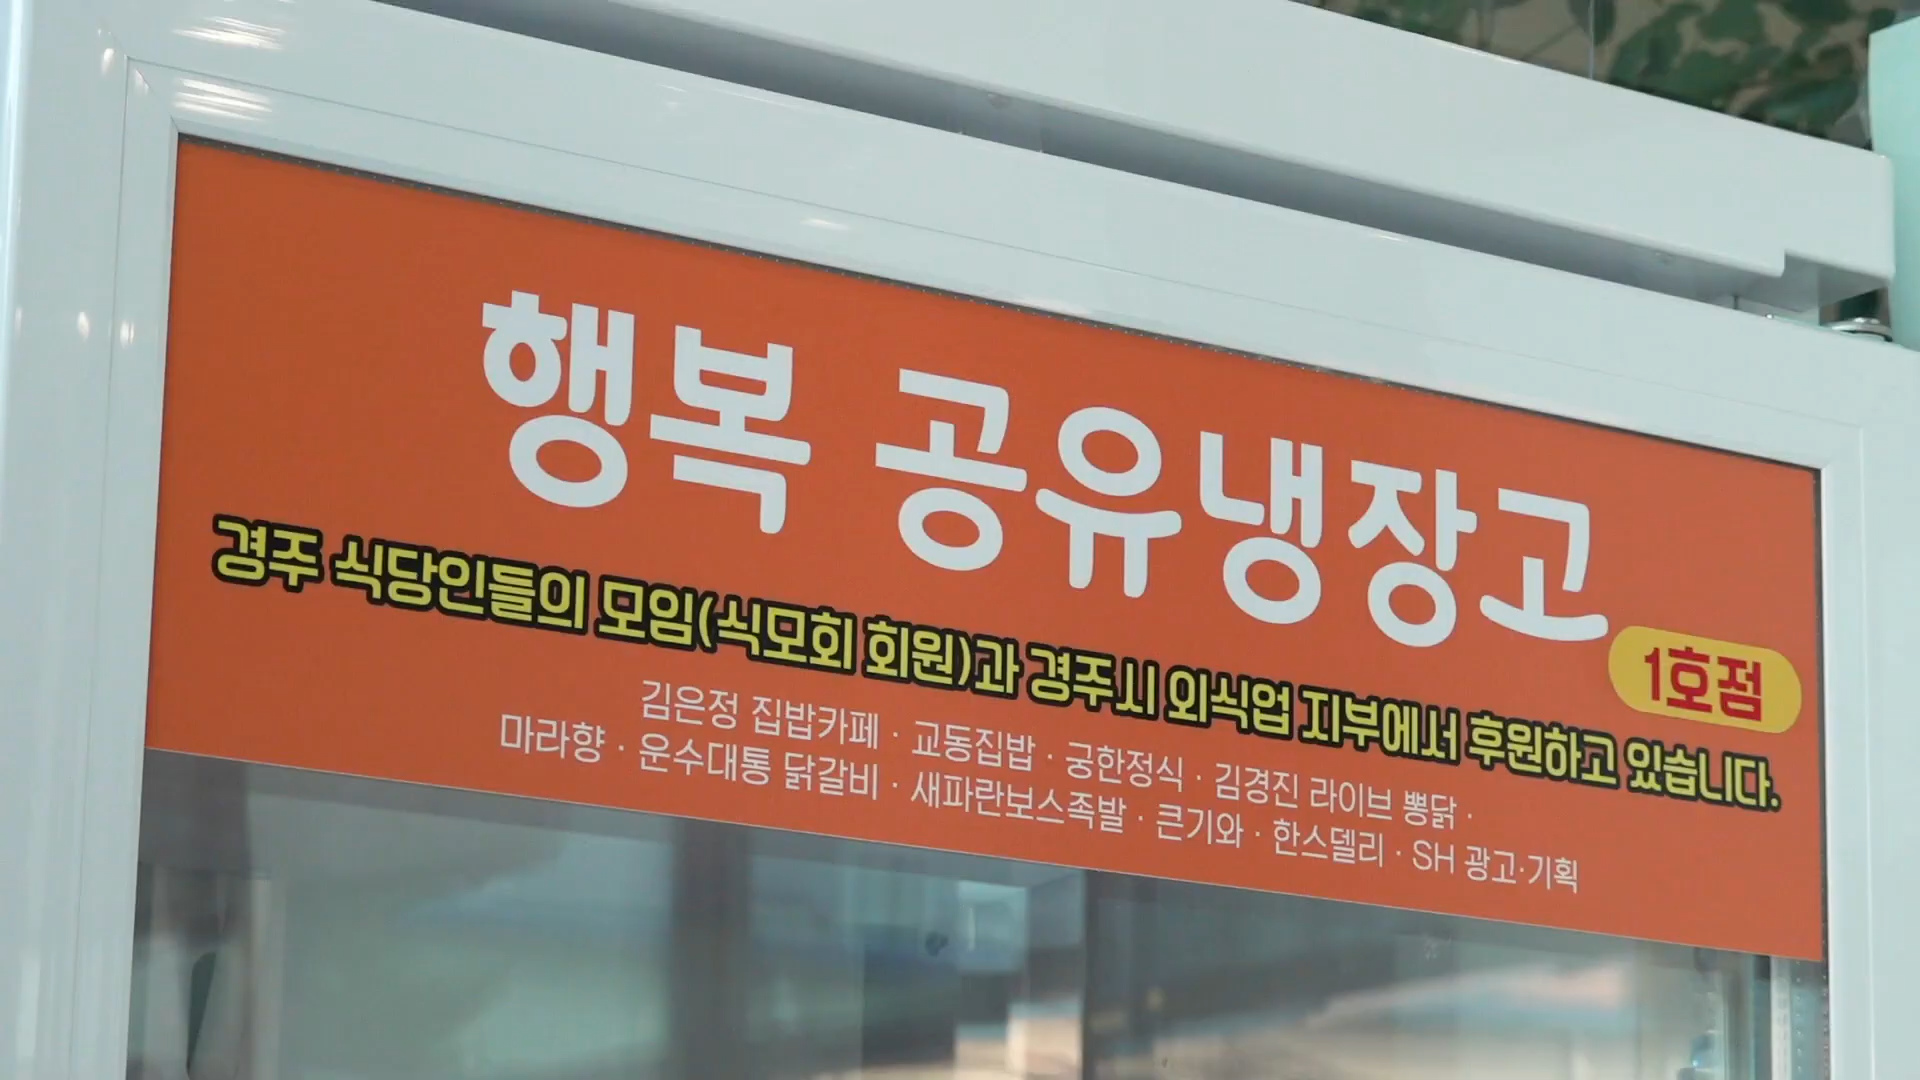 행복 공유냉장고
1호점
경주 식당인들의 모임(식모회 회원)과 경주시 외식업 지부에서 후원하고 있습니다.
김은정 집밥카페 · 교동집밥 · 궁한정식 · 김경진 라이브 뽕닭 ·
마라향 · 운수대통 닭갈비 · 새파란보스족발 · 큰기와 · 한스델리 · SH 광고·기획